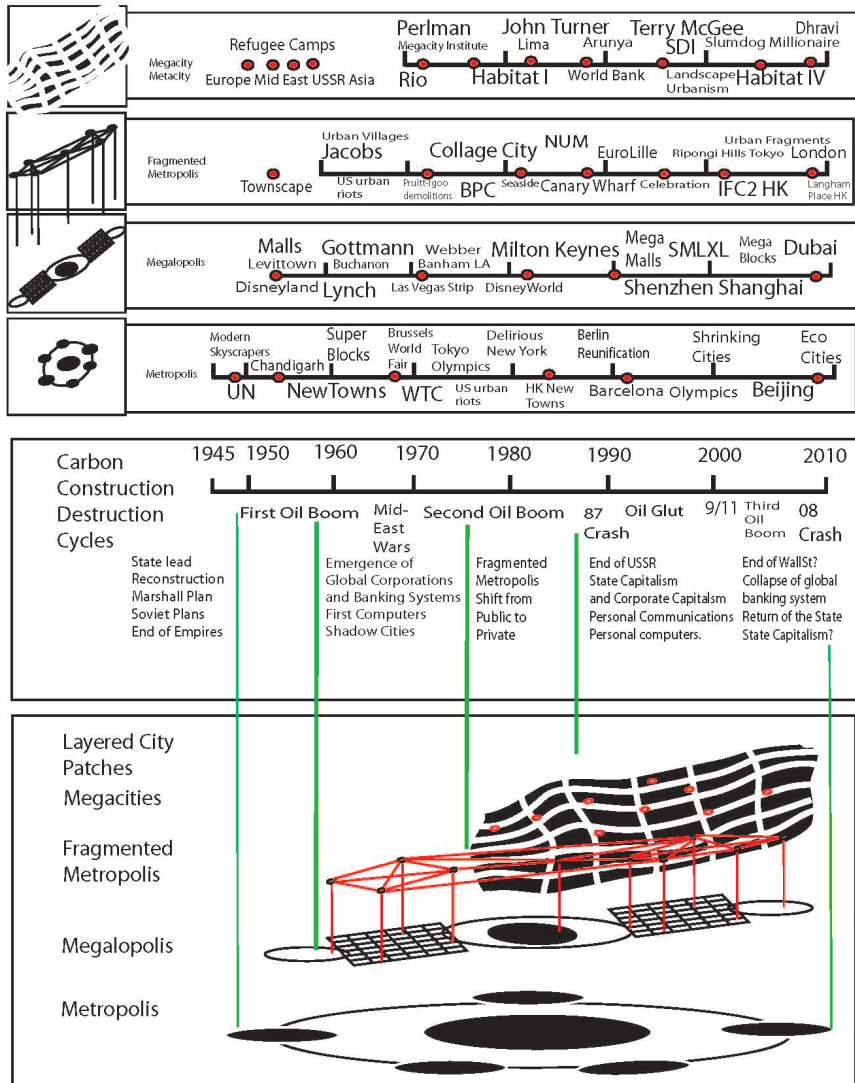 Perlman John Turner Terry McGee Dhravi
Refugee Camps Megacity Institute Lima Arunya SDI Slumdog Millionaire
Megacity
Metacity
Europe Mid East USSR Asia Rio Habitat I World Bank Landscape Urbanism Habitat IV
Urban Villages NUM Urban Fragments
Jacobs Collage City EuroLille Ripongi Hills Tokyo London
Fragmented
Metropolis
Townscape US urban riots Pruitt-Igoo demolitions BPC Seaside Canary Wharf Celebration IFC2 HK Langham Place HK
Malls Gottmann Webber Milton Keynes Mega Malls SMLXL Mega Blocks Dubai
Megalopolis
Levittown Buchanon Banham LA
Disneyland Lynch Las Vegas Strip DisneyWorld Shenzhen Shanghai
Modern Skyscrapers Super Blocks Brussels World Fair Delirious New York Berlin Reunification Shrinking Cities Eco Cities
Chandigarh Tokyo Olympics
Metropolis
UN NewTowns WTC US urban riots HK New Towns Barcelona Olympics Beijing
Carbon
Construction
Destruction
Cycles
1945 1950 1960 1970 1980 1990 2000 2010
First Oil Boom Mid-East Wars Second Oil Boom 87 Crash Oil Glut 9/11 Third Oil Boom 08 Crash
State lead
Reconstruction
Marshall Plan
Soviet Plans
End of Empires
Emergence of
Global Corporations
and Banking Systems
First Computers
Shadow Cities
Fragmented
Metropolis
Shift from
Public to
Private
End of USSR
State Capitalism
and Corporate Capitalsm
Personal Communications
Personal computers.
End of WallSt?
Collapse of global
banking system
Return of the State
State Capitalism?
Layered City
Patches
Megacities
Fragmented
Metropolis
Megalopolis
Metropolis